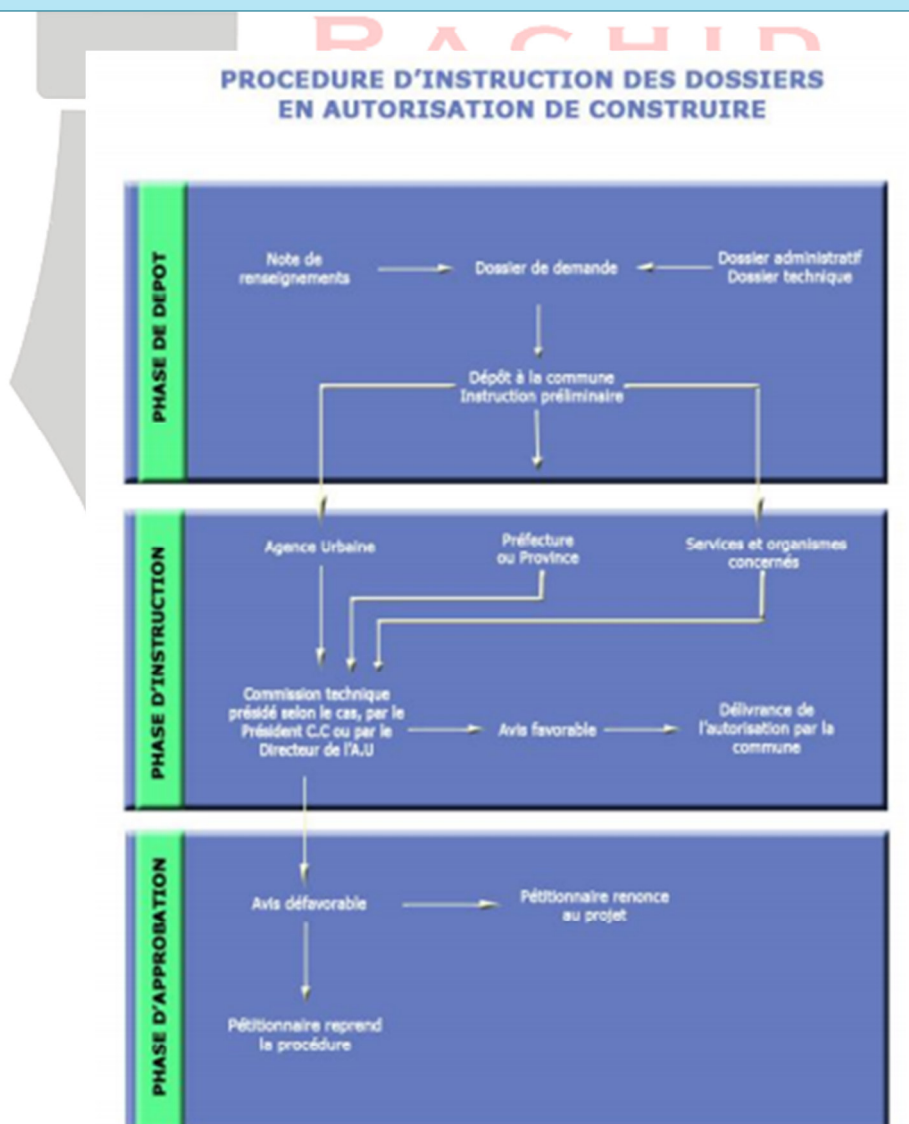 RACHID
PROCEDURE D'INSTRUCTION DES DOSSIERS
EN AUTORISATION DE CONSTRUIRE
PHASE DE DEPOT
Note de
renseignements
Dossier de demande
Dossier administratif
Dossier technique
Dépôt à la commune
Instruction préliminaire
PHASE D'INSTRUCTION
Agence Urbaine
Préfecture
ou Province
Services et organismes
concernés
Commission technique
présidé selon le cas, par le
Président C.C ou par le
Directeur de l'A.U
Avis favorable
Délivrance de
l'autorisation par la
commune
PHASE D'APPROBATION
Avis défavorable
Pétitionnaire renonce
au projet
Pétitionnaire reprend
la procédure